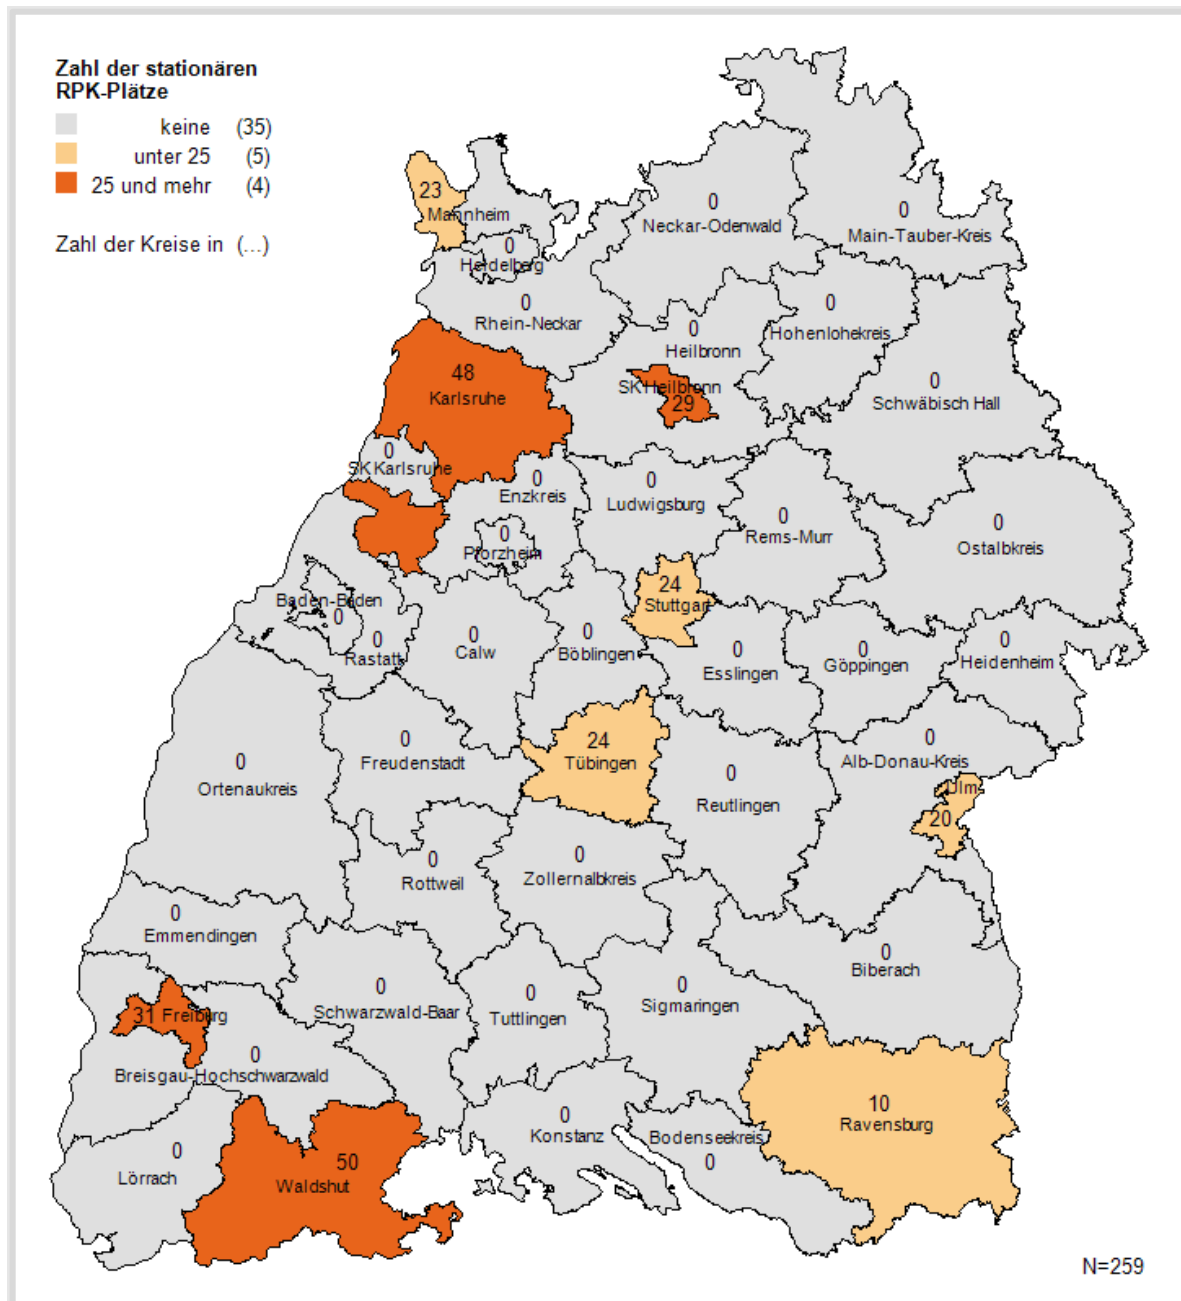 Zahl der stationären
RPK-Plätze
keine (35)
unter 25 (5)
25 und mehr (4)
Zahl der Kreise in (...)
23
Mannheim
0
Heidelberg
0
Rhein-Neckar
0
Neckar-Odenwald
0
Main-Tauber-Kreis
0
Hohenlohekreis
0
Heilbronn
SK Heilbronn
29
0
Schwäbisch Hall
48
Karlsruhe
0
SK Karlsruhe
0
Enzkreis
0
Pforzheim
0
Ludwigsburg
0
Rems-Murr
0
Ostalbkreis
24
Stuttgart
Baden-Baden
0
0
Rastatt
0
Calw
0
Böblingen
0
Esslingen
0
Göppingen
0
Heidenheim
0
Ortenaukreis
0
Freudenstadt
24
Tübingen
0
Reutlingen
0
Alb-Donau-Kreis
Ulm
20
0
Rottweil
0
Zollernalbkreis
0
Emmendingen
0
Biberach
31 Freiburg
0
Breisgau-Hochschwarzwald
0
Schwarzwald-Baar
0
Tuttlingen
0
Sigmaringen
0
Lörrach
50
Waldshut
0
Konstanz
Bodenseekreis
0
10
Ravensburg
N=259